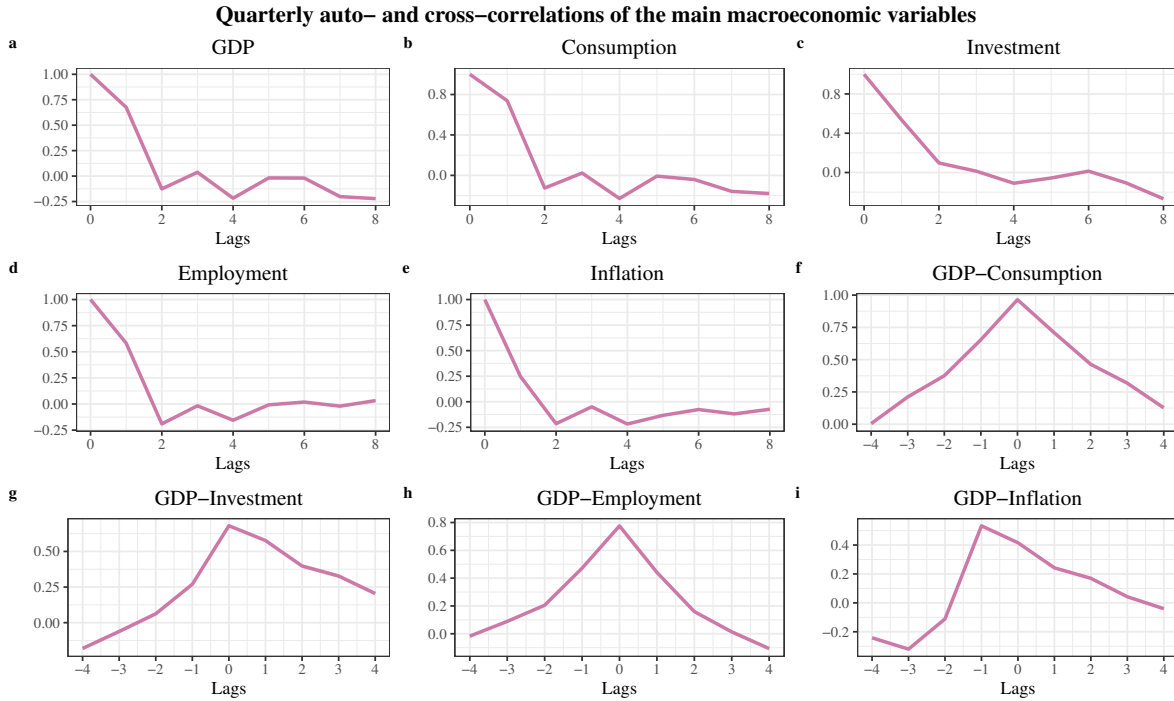 Quarterly auto− and cross−correlations of the main macroeconomic variables
a
GDP
1.00
0.75
0.50
0.25
0.00
−0.25
0 2 4 6 8
Lags
b
Consumption
0.8
0.4
0.0
0 2 4 6 8
Lags
c
Investment
0.8
0.4
0.0
0 2 4 6 8
Lags
d
Employment
1.00
0.75
0.50
0.25
0.00
−0.25
0 2 4 6 8
Lags
e
Inflation
1.00
0.75
0.50
0.25
0.00
−0.25
0 2 4 6 8
Lags
f
GDP−Consumption
1.00
0.75
0.50
0.25
0.00
−4 −3 −2 −1 0 1 2 3 4
Lags
g
GDP−Investment
0.50
0.25
0.00
−4 −3 −2 −1 0 1 2 3 4
Lags
h
GDP−Employment
0.8
0.6
0.4
0.2
0.0
−4 −3 −2 −1 0 1 2 3 4
Lags
i
GDP−Inflation
0.4
0.2
0.0
−0.2
−4 −3 −2 −1 0 1 2 3 4
Lags